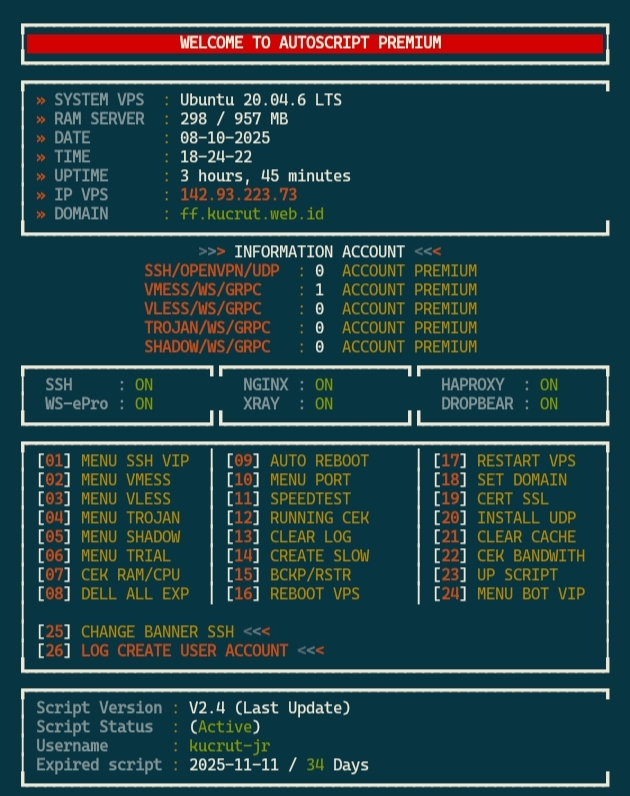 WELCOME TO AUTOSCRIPT PREMIUM
» SYSTEM VPS : Ubuntu 20.04.6 LTS
» RAM SERVER : 298 / 957 MB
» DATE : 08-10-2025
» TIME : 18-24-22
» UPTIME : 3 hours, 45 minutes
» IP VPS : 142.93.223.73
» DOMAIN : ff.kucrut.web.id
>>> INFORMATION ACCOUNT <<<
SSH/OPENVPN/UDP : 0 ACCOUNT PREMIUM
VMESS/WS/GRPC : 1 ACCOUNT PREMIUM
VLESS/WS/GRPC : 0 ACCOUNT PREMIUM
TROJAN/WS/GRPC : 0 ACCOUNT PREMIUM
SHADOW/WS/GRPC : 0 ACCOUNT PREMIUM
SSH : ON NGINX : ON HAPROXY : ON
WS-ePro : ON XRAY : ON DROPBEAR : ON
[01] MENU SSH VIP [09] AUTO REBOOT [17] RESTART VPS
[02] MENU VMESS [10] MENU PORT [18] SET DOMAIN
[03] MENU VLESS [11] SPEEDTEST [19] CERT SSL
[04] MENU TROJAN [12] RUNNING CEK [20] INSTALL UDP
[05] MENU SHADOW [13] CLEAR LOG [21] CLEAR CACHE
[06] MENU TRIAL [14] CREATE SLOW [22] CEK BANDWITH
[07] CEK RAM/CPU [15] BCKP/RSTR [23] UP SCRIPT
[08] DELL ALL EXP [16] REBOOT VPS [24] MENU BOT VIP
[25] CHANGE BANNER SSH <<<
[26] LOG CREATE USER ACCOUNT <<<
Script Version : V2.4 (Last Update)
Script Status : (Active)
Username : kucrut-jr
Expired script : 2025-11-11 / 34 Days